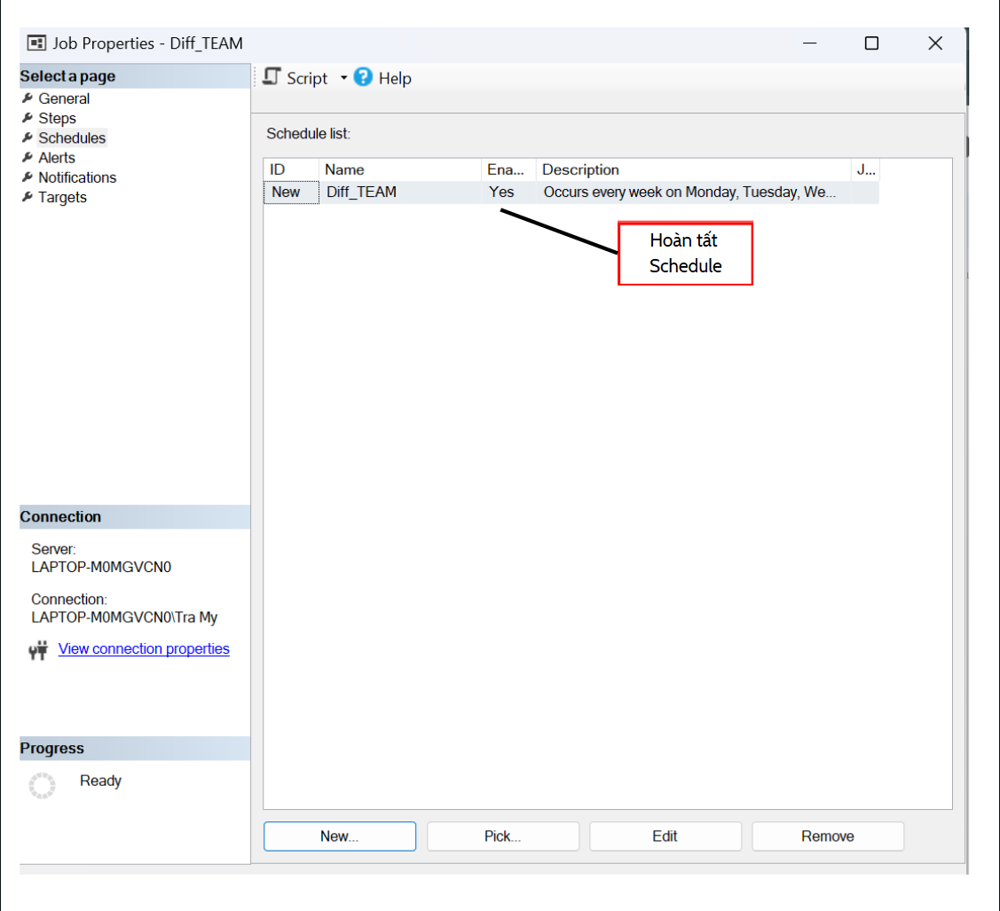 Job Properties - Diff_TEAM
Select a page
General
Steps
Schedules
Alerts
Notifications
Targets
Script
Help
Schedule list:
ID Name Ena... Description J...
New Diff_TEAM Yes Occurs every week on Monday, Tuesday, We...
Hoàn tất
Schedule
Connection
Server:
LAPTOP-M0MGVCN0
Connection:
LAPTOP-M0MGVCN0\Tra My
View connection properties
Progress
Ready
New... Pick... Edit Remove